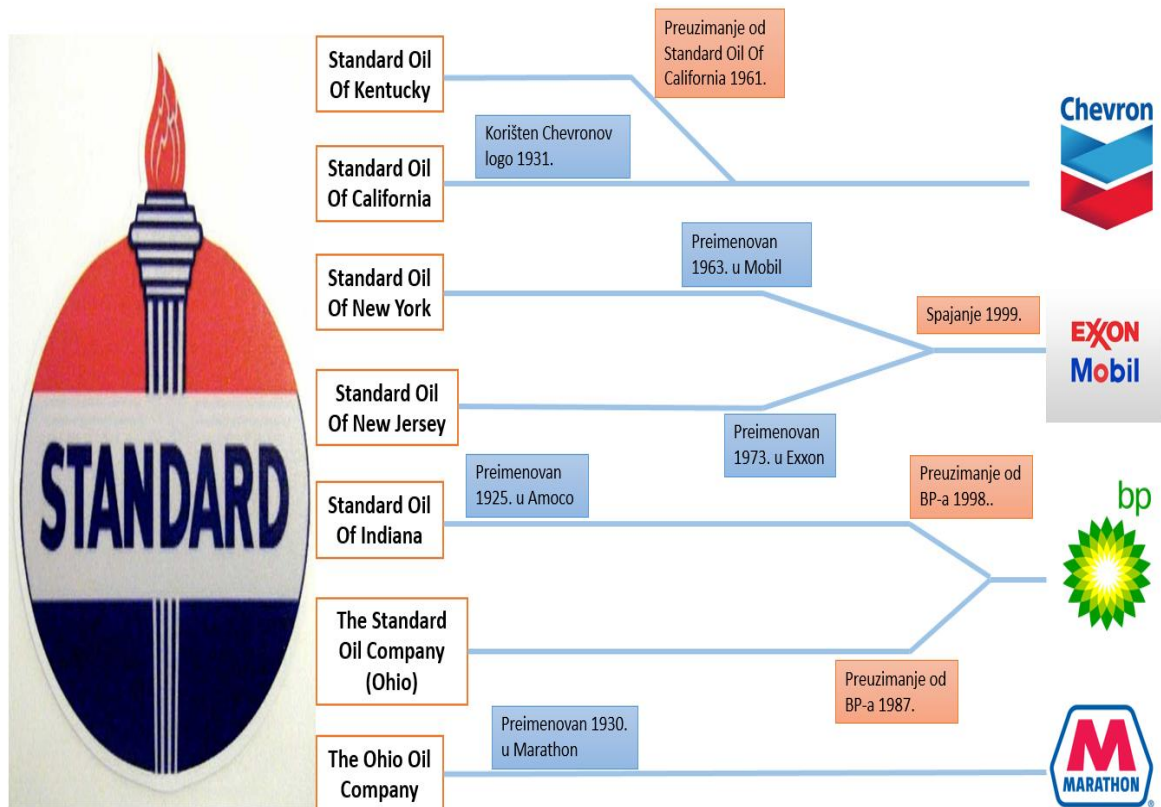 STANDARD
Standard Oil
Of Kentucky
Preuzimanje od
Standard Oil Of
California 1961.
Standard Oil
Of California
Korišten Chevronov
logo 1931.
Chevron
Standard Oil
Of New York
Preimenovan
1963. u Mobil
Spajanje 1999.
EXXON
Mobil
Standard Oil
Of New Jersey
Preimenovan
1973. u Exxon
Standard Oil
Of Indiana
Preimenovan
1925. u Amoco
Preuzimanje od
BP-a 1998..
bp
The Standard
Oil Company
(Ohio)
Preuzimanje od
BP-a 1987.
The Ohio Oil
Company
Preimenovan 1930.
u Marathon
M
MARATHON
®